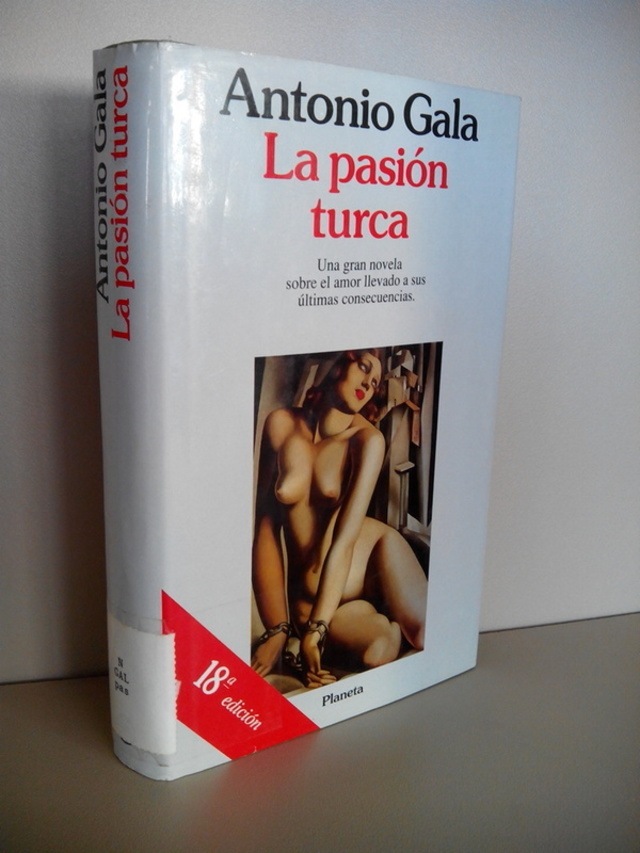 Antonio Gala
La pasión turca
Antonio Gala
La pasión
turca
Una gran novela
sobre el amor llevado a sus
últimas consecuencias.
18ª
edición
Planeta
N
GAL
pas